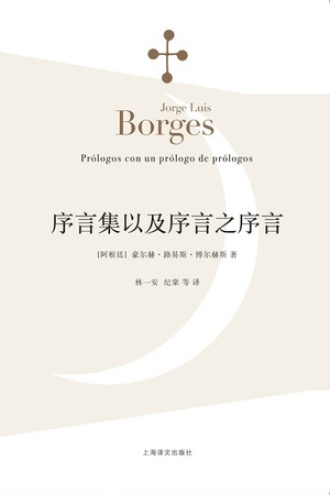 Jorge Luis
Borges
Prólogos con un prólogo de prólogos
序言集以及序言之序言
[阿根廷] 豪尔赫·路易斯·博尔赫斯 著
林一安 纪棠 等 译
上海译文出版社